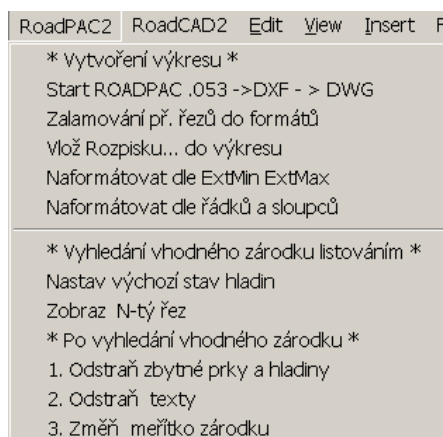 RoadPAC2 RoadCAD2 Edit View Insert F
* Vytvoření výkresu *
Start ROADPAC .053 ->DXF - > DWG
Zalamování př. řezů do formátů
Vlož Rozpisku... do výkresu
Naformátovat dle ExtMin ExtMax
Naformátovat dle řádků a sloupců
* Vyhledání vhodného zárodku listováním *
Nastav výchozí stav hladin
Zobraz N-tý řez
* Po vyhledání vhodného zárodku *
1. Odstraň zbytné prky a hladiny
2. Odstraň texty
3. Změň meřítko zárodku